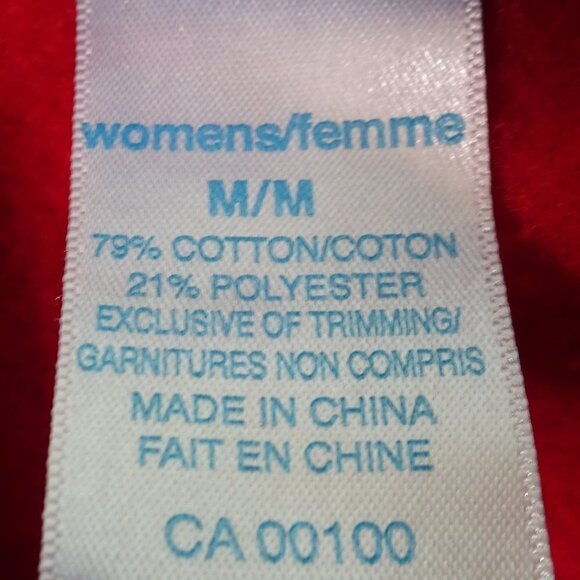 womens/femme
M/M
79% COTTON/COTON
21% POLYESTER
EXCLUSIVE OF TRIMMING/
GARNITURES NON COMPRIS
MADE IN CHINA
FAIT EN CHINE
CA 00100